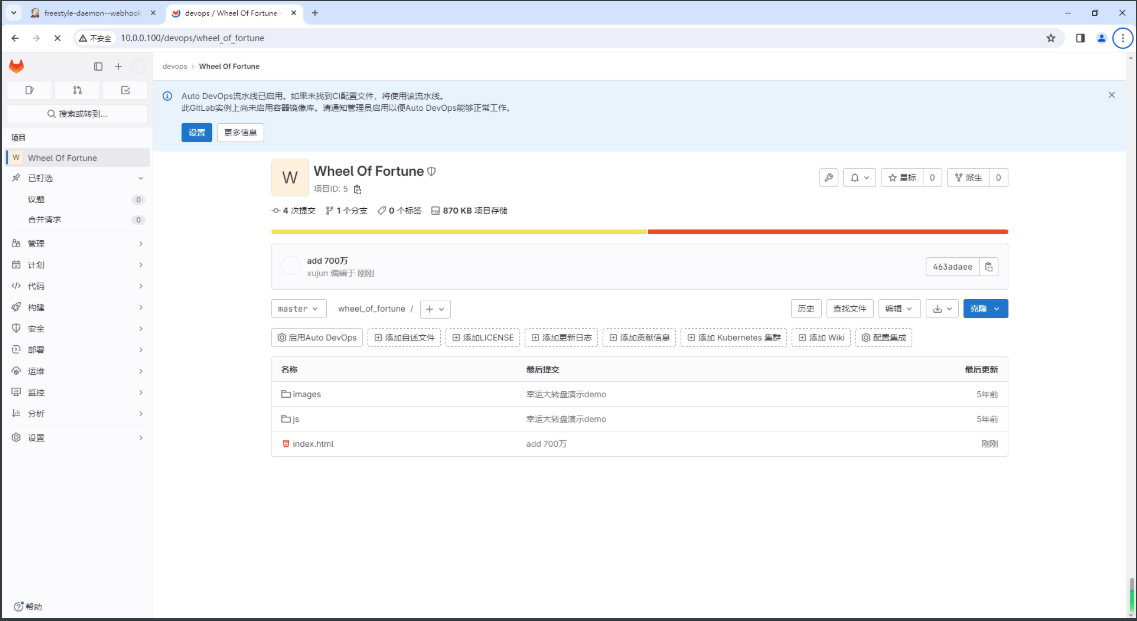 freestyle-daemon--webhook
devops / Wheel Of Fortune
不安全
10.0.0.100/devops/wheel_of_fortune
搜索或转到...
项目
W Wheel Of Fortune
已钉选
议题 0
合并请求 0
管理
计划
代码
构建
安全
部署
运维
监控
分析
设置
帮助
devops › Wheel Of Fortune
Auto DevOps流水线已启用。如果未找到CI配置文件，将使用该流水线。
此GitLab实例上尚未启用容器镜像库。请通知管理员启用以便Auto DevOps能够正常工作。
设置 更多信息
W
Wheel Of Fortune
项目ID: 5
星标 0 派生 0
4 次提交 1 个分支 0 个标签 870 KB 项目存储
add 700万
xujun 编辑于 刚刚
463adaee
master wheel_of_fortune / +
历史 查找文件 编辑 克隆
启用Auto DevOps 添加自述文件 添加LICENSE 添加更新日志 添加贡献信息 添加 Kubernetes 集群 添加 Wiki 配置集成
名称 最后提交 最后更新
images 幸运大转盘演示demo 5年前
js 幸运大转盘演示demo 5年前
index.html add 700万 刚刚